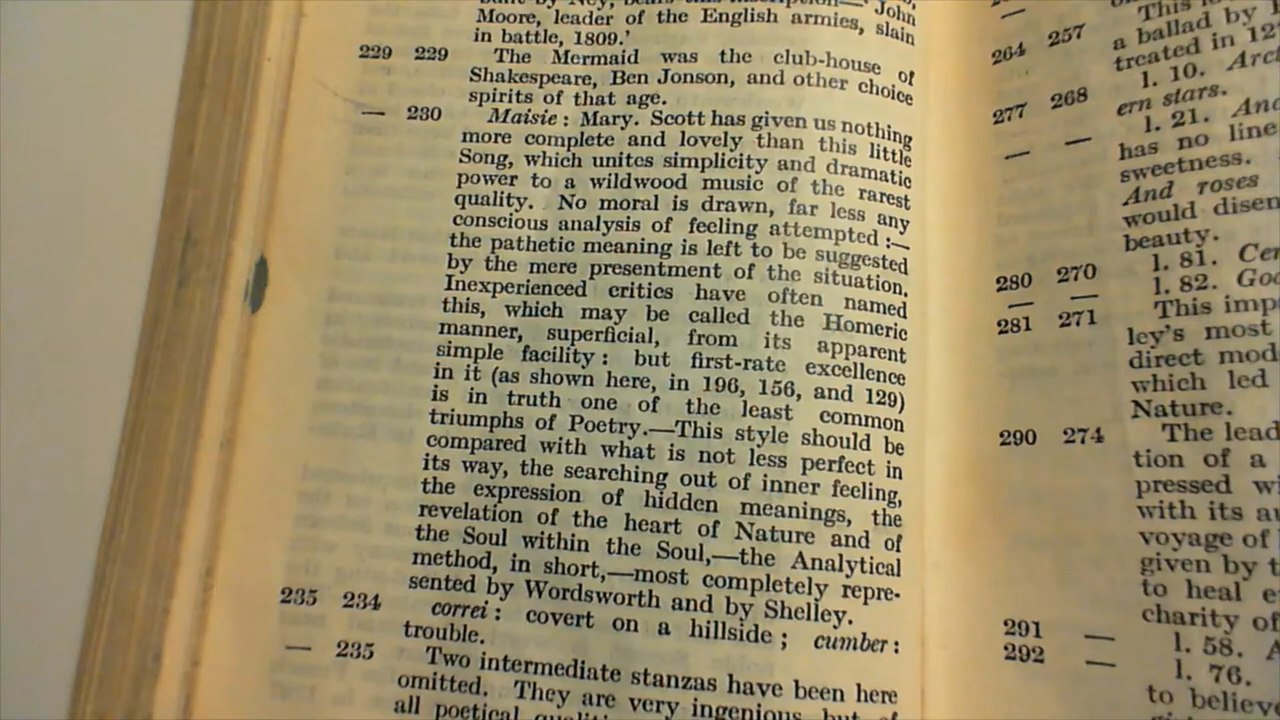 John
Moore, leader of the English armies, slain
in battle, 1809.'
229 229 The Mermaid was the club-house of
Shakespeare, Ben Jonson, and other choice
spirits of that age.
— 230 Maisie: Mary. Scott has given us nothing
more complete and lovely than this little
Song, which unites simplicity and dramatic
power to a wildwood music of the rarest
quality. No moral is drawn, far less any
conscious analysis of feeling attempted:—
the pathetic meaning is left to be suggested
by the mere presentment of the situation.
Inexperienced critics have often named
this, which may be called the Homeric
manner, superficial, from its apparent
simple facility: but first-rate excellence
in it (as shown here, in 196, 156, and 129)
is in truth one of the least common
triumphs of Poetry.—This style should be
compared with what is not less perfect in
its way, the searching out of inner feeling,
the expression of hidden meanings, the
revelation of the heart of Nature and of
the Soul within the Soul,—the Analytical
method, in short,—most completely repre-
sented by Wordsworth and by Shelley.
235 234 correi: covert on a hillside; cumber:
trouble.
— 235 Two intermediate stanzas have been here
omitted. They are very ingenious, but of
all poetical
—
264 257 This
a ballad by
treated in 12
l. 10.
277 268 ern stars.
l. 21.
— — has no line
sweetness.
And roses
would disen
beauty.
l. 81.
280 270 l. 82.
— — This imp
281 271 ley's most
direct mod
which led
Nature.
290 274 The lead
tion of a
pressed wi
with its au
voyage of
given by t
to heal
charity of
291 — l. 58.
292 — l. 76.
to believ